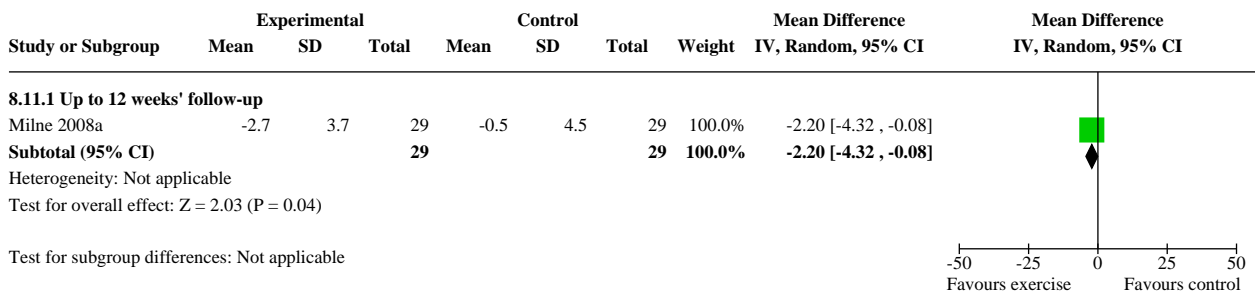 Experimental Control Mean Difference Mean Difference
Study or Subgroup Mean SD Total Mean SD Total Weight IV, Random, 95% CI IV, Random, 95% CI
8.11.1 Up to 12 weeks' follow-up
Milne 2008a -2.7 3.7 29 -0.5 4.5 29 100.0% -2.20 [-4.32 , -0.08]
Subtotal (95% CI) 29 29 100.0% -2.20 [-4.32 , -0.08]
Heterogeneity: Not applicable
Test for overall effect: Z = 2.03 (P = 0.04)
Test for subgroup differences: Not applicable
-50 -25 0 25 50
Favours exercise Favours control